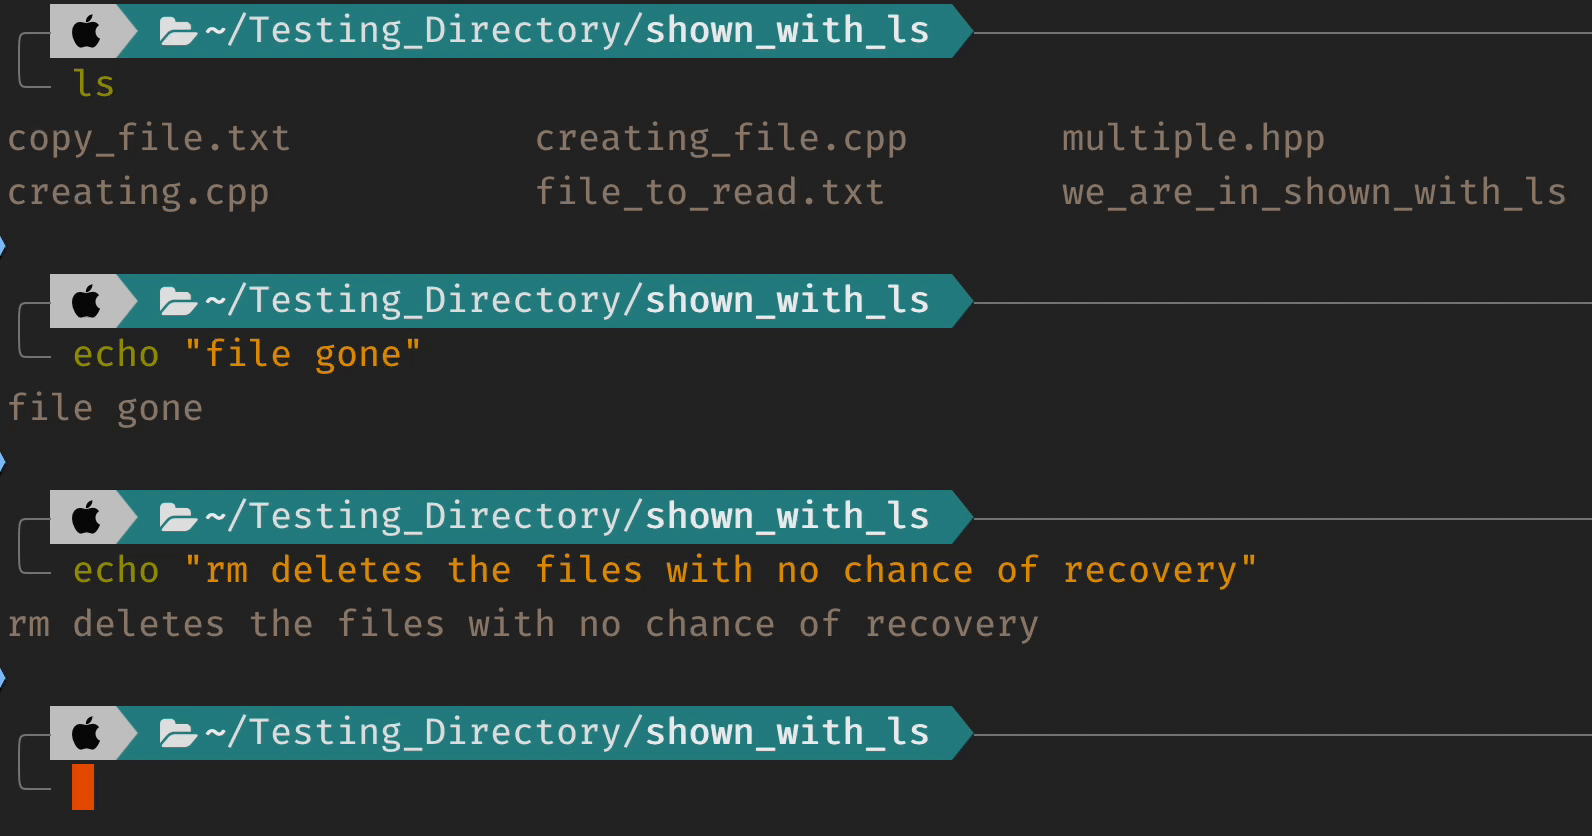 ~/Testing_Directory/shown_with_ls
ls
copy_file.txt creating_file.cpp multiple.hpp
creating.cpp file_to_read.txt we_are_in_shown_with_ls
~/Testing_Directory/shown_with_ls
echo "file gone"
file gone
~/Testing_Directory/shown_with_ls
echo "rm deletes the files with no chance of recovery"
rm deletes the files with no chance of recovery
~/Testing_Directory/shown_with_ls